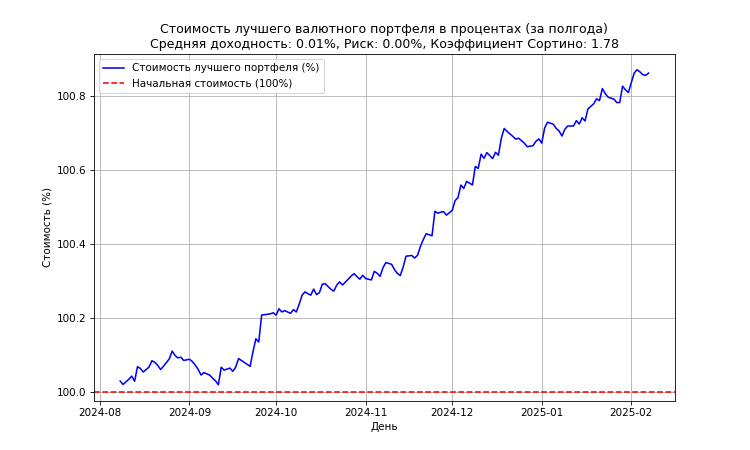 Стоимость лучшего валютного портфеля в процентах (за полгода)
Средняя доходность: 0.01%, Риск: 0.00%, Коэффициент Сортино: 1.78
Стоимость лучшего портфеля (%)
Начальная стоимость (100%)
Стоимость (%)
100.8
100.6
100.4
100.2
100.0
2024-08
2024-09
2024-10
2024-11
2024-12
2025-01
2025-02
День